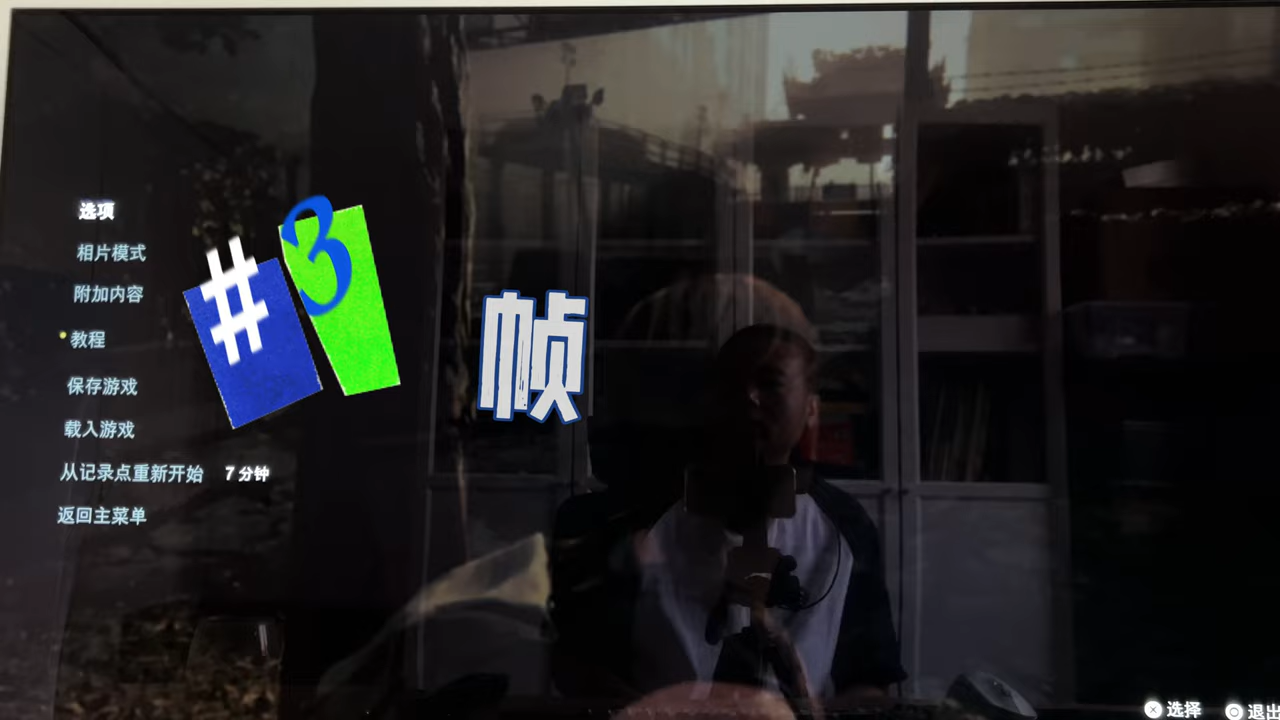 选项
相片模式
附加内容
教程
保存游戏
载入游戏
从记录点重新开始 7 分钟
返回主菜单
#3
帧
选择 退出